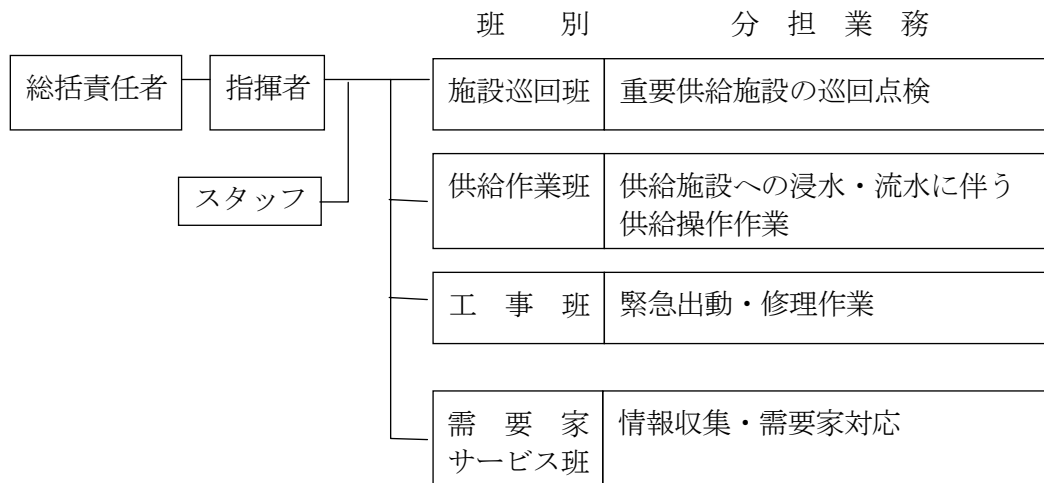 班　別　分　担　業　務
総括責任者　指揮者　施設巡回班　重要供給施設の巡回点検
スタッフ
供給作業班　供給施設への浸水・流水に伴う
供給操作作業
工　事　班　緊急出動・修理作業
需　要　家　情報収集・需要家対応
サービス班